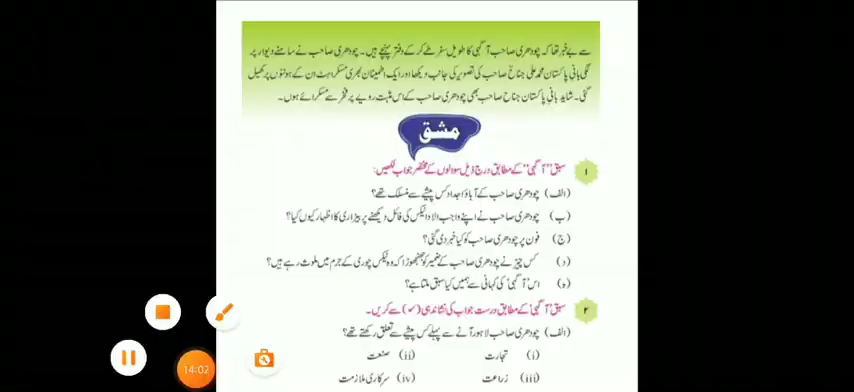 سے بے خبر تھا کہ چودھری صاحب آگہی کا طویل سفر طے کر کے دفتر پہنچے ہیں۔ چودھری صاحب نے سامنے دیوار پر
لگی بانیِ پاکستان محمد علی جناحؒ صاحب کی تصویر کی جانب دیکھا اور ایک اطمینان بھری مسکراہٹ ان کے ہونٹوں پر کھیل
گئی۔ شاید بانیِ پاکستان جناح صاحب بھی چودھری صاحب کے اس مثبت رویے پر فخر سے مسکرائے ہوں۔
مشق
۱ سبق "آگہی" کے مطابق درج ذیل سوالوں کے مختصر جواب لکھیں:
(الف) چودھری صاحب کے آباؤ اجداد کس پیشے سے منسلک تھے؟
(ب) چودھری صاحب نے اپنے واجب الادا ٹیکس کی فائل دیکھنے پر بیزاری کا اظہار کیوں کیا؟
(ج) فون پر چودھری صاحب کو کیا خبر دی گئی؟
(د) کس چیز نے چودھری صاحب کے ضمیر کو جھنجھوڑا کہ وہ ٹیکس چوری کے جرم میں ملوث رہے ہیں؟
(ہ) اس "آگہی" کی کہانی سے ہمیں کیا سبق ملتا ہے؟
۲ سبق "آگہی" کے مطابق درست جواب کی نشاندہی (✓) سے کریں۔
(الف) چودھری صاحب لاہور آنے سے پہلے کس پیشے سے تعلق رکھتے تھے؟
(i) تجارت (ii) صنعت
(iii) زراعت (iv) سرکاری ملازمت
14:02